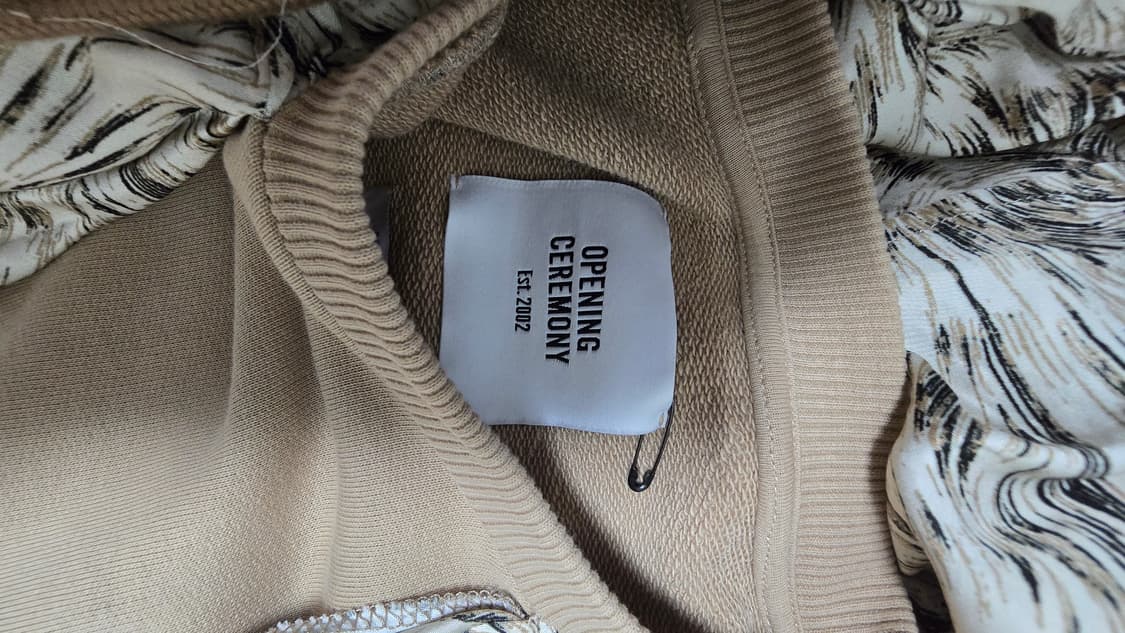 OPENING
CEREMONY
Est. 2002